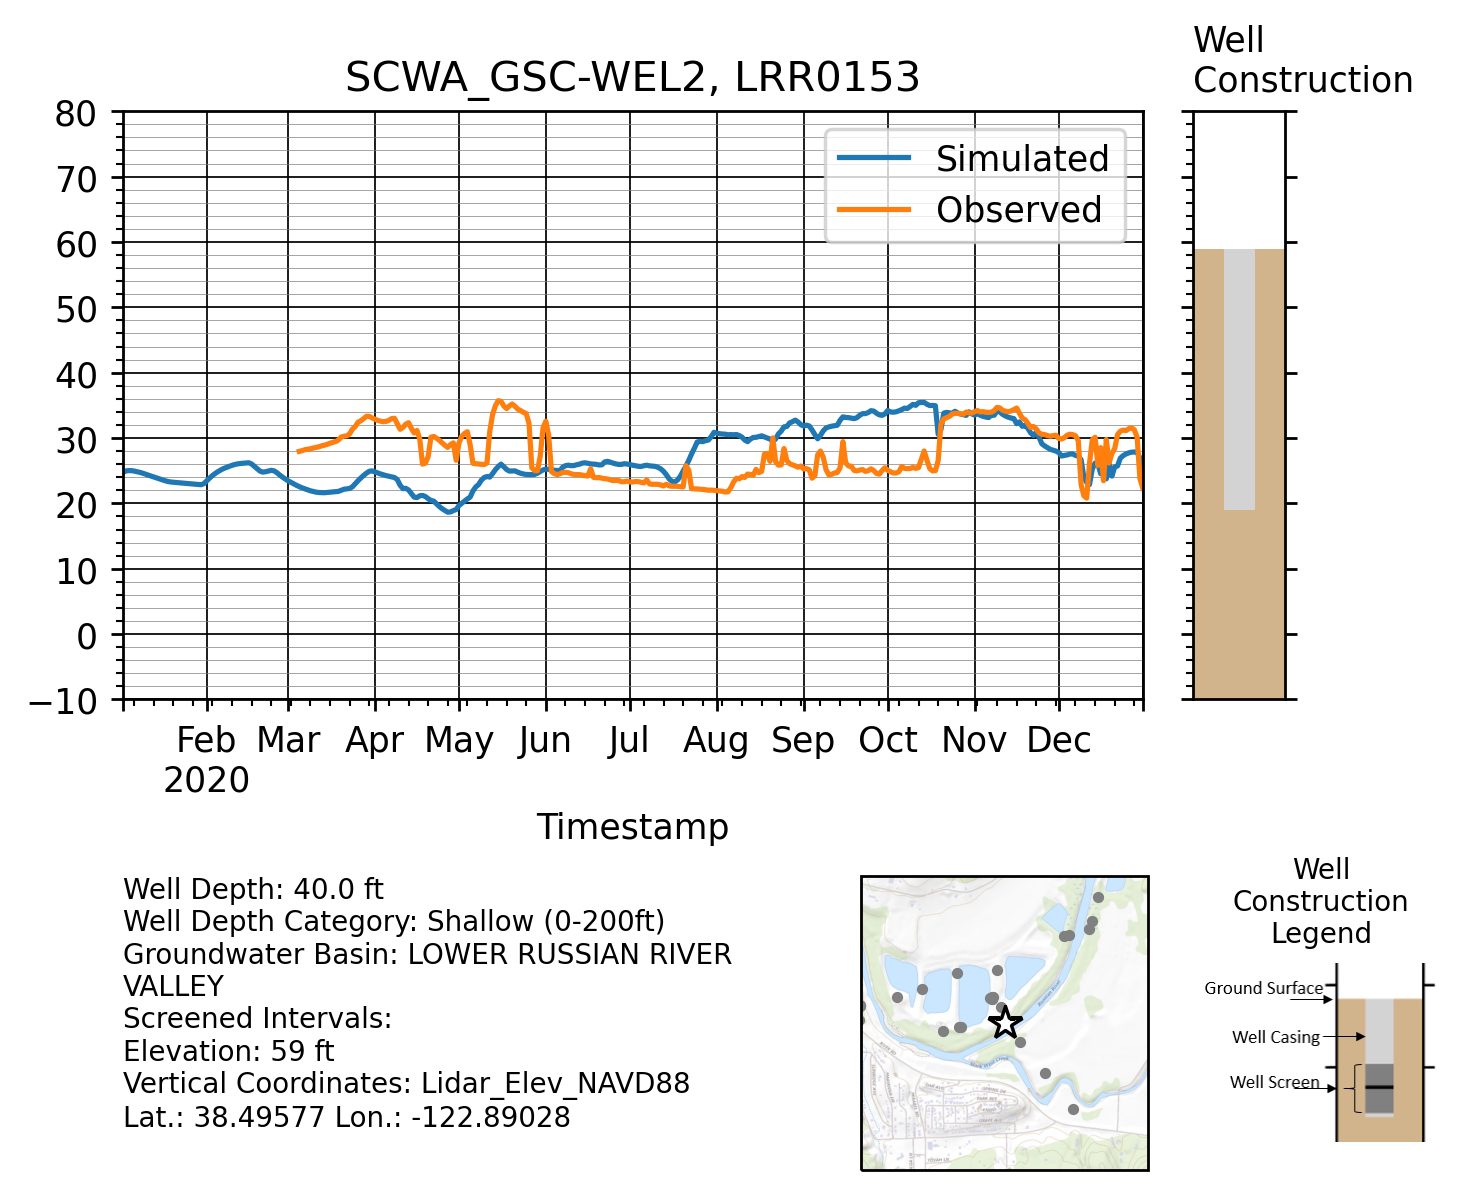 Well
Construction
SCWA_GSC-WEL2, LRR0153
80
70
60
50
40
30
20
10
0
−10
Simulated
Observed
Feb
2020
Mar
Apr
May
Jun
Jul
Aug
Sep
Oct
Nov
Dec
Timestamp
Well Depth: 40.0 ft
Well Depth Category: Shallow (0-200ft)
Groundwater Basin: LOWER RUSSIAN RIVER
VALLEY
Screened Intervals:
Elevation: 59 ft
Vertical Coordinates: Lidar_Elev_NAVD88
Lat.: 38.49577 Lon.: -122.89028
Well
Construction
Legend
Ground Surface
Well Casing
Well Screen